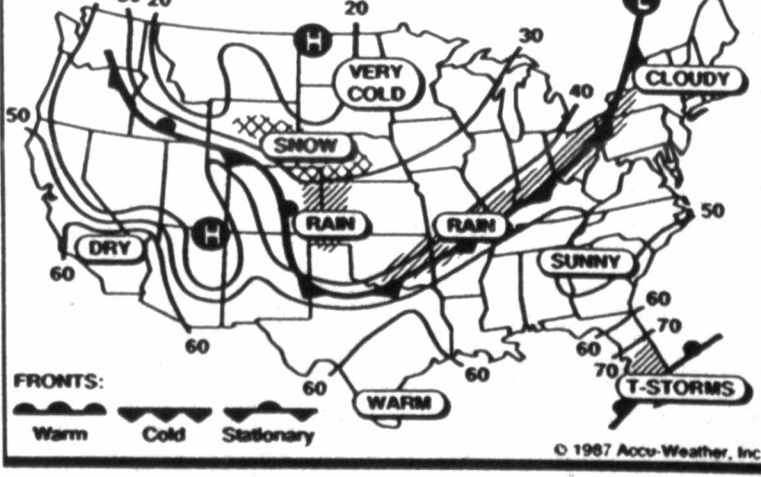 20
20
L
H
30
VERY
COLD
CLOUDY
40
50
SNOW
50
RAIN
RAIN
H
DRY
SUNNY
60
60
70
60
60
70
60
60
T-STORMS
WARM
FRONTS:
Warm Cold Stationary
© 1987 Accu-Weather, Inc